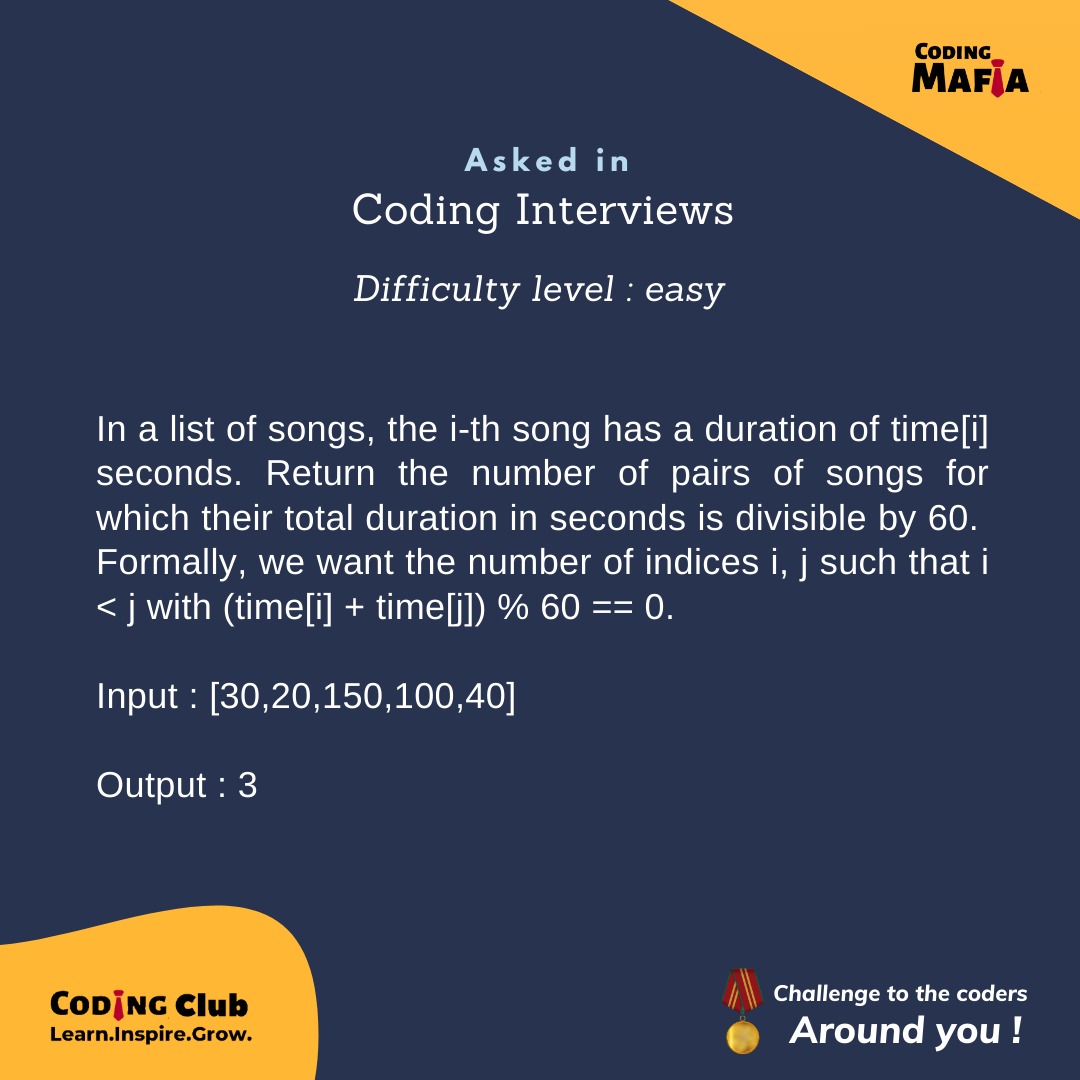 CODING
MAFIA
Asked in
Coding Interviews
Difficulty level : easy
In a list of songs, the i-th song has a duration of time[i]
seconds. Return the number of pairs of songs for
which their total duration in seconds is divisible by 60.
Formally, we want the number of indices i, j such that i
< j with (time[i] + time[j]) % 60 == 0.
Input : [30,20,150,100,40]
Output : 3
CODING Club
Learn.Inspire.Grow.
Challenge to the coders
Around you !